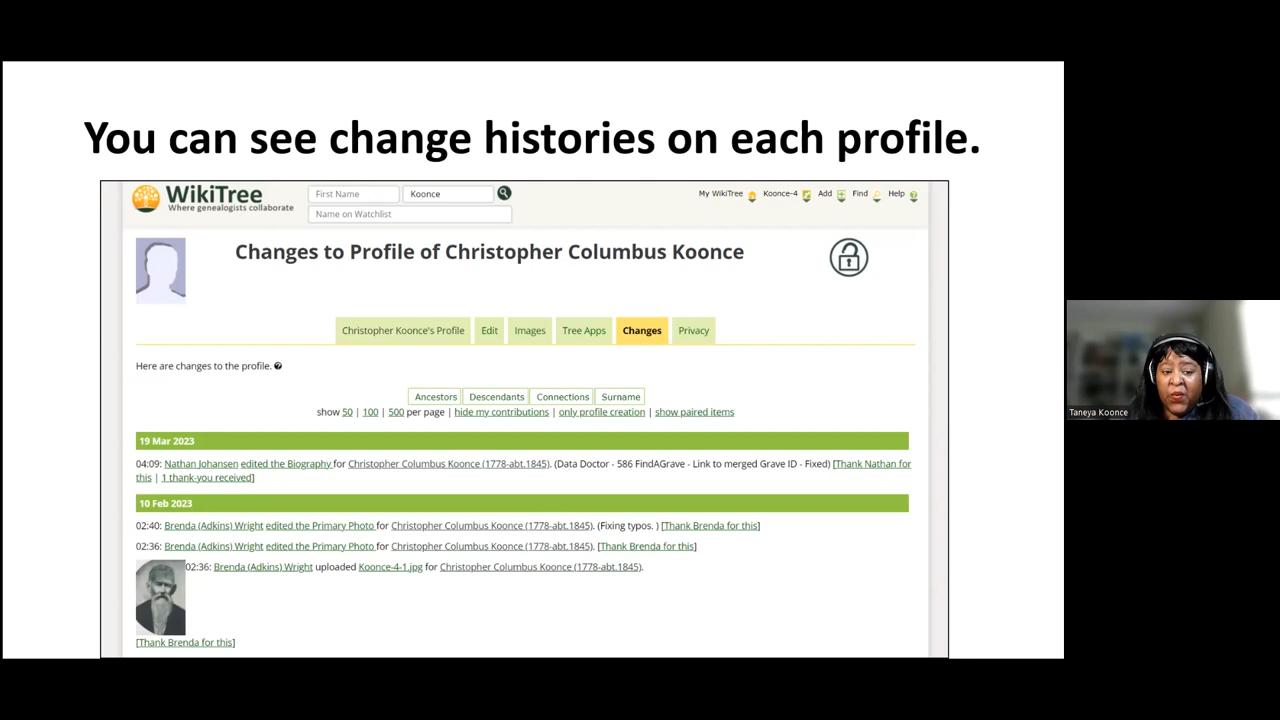 You can see change histories on each profile.
WikiTree
Where genealogists collaborate
First Name
Koonce
Name on Watchlist
My WikiTree Koonce-4 Add Find Help
Changes to Profile of Christopher Columbus Koonce
Christopher Koonce's Profile Edit Images Tree Apps Changes Privacy
Here are changes to the profile.
Ancestors Descendants Connections Surname
show 50 | 100 | 500 per page | hide my contributions | only profile creation | show paired items
19 Mar 2023
04:09: Nathan Johansen edited the Biography for Christopher Columbus Koonce (1778-abt.1845). (Data Doctor - 586 FindAGrave - Link to merged Grave ID - Fixed) [Thank Nathan for
this | 1 thank-you received]
10 Feb 2023
02:40: Brenda (Adkins) Wright edited the Primary Photo for Christopher Columbus Koonce (1778-abt.1845). (Fixing typos. ) [Thank Brenda for this]
02:36: Brenda (Adkins) Wright edited the Primary Photo for Christopher Columbus Koonce (1778-abt.1845). [Thank Brenda for this]
02:36: Brenda (Adkins) Wright uploaded Koonce-4-1.jpg for Christopher Columbus Koonce (1778-abt.1845).
[Thank Brenda for this]
Taneya Koonce